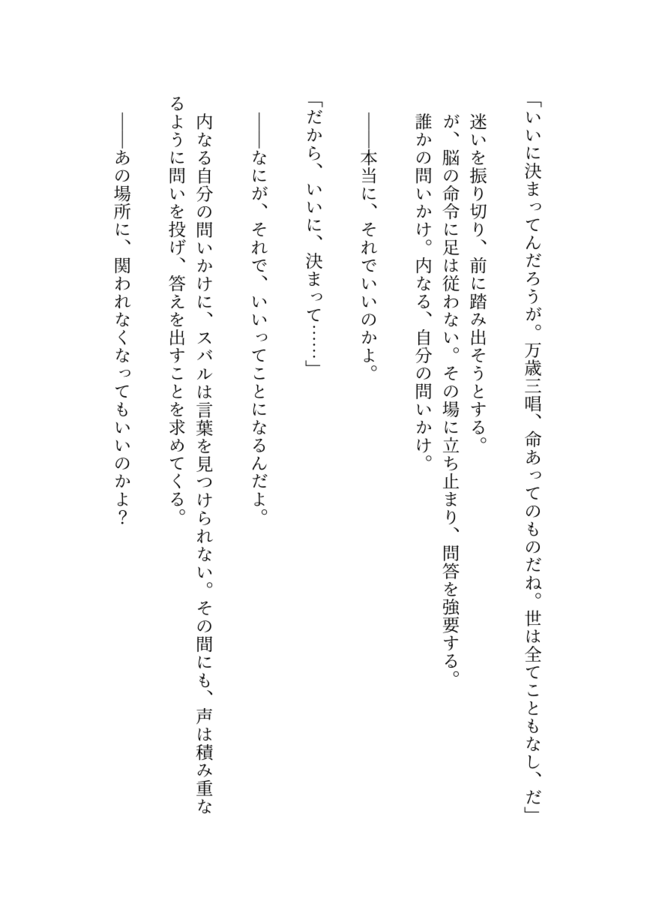 「いいに決まってんだろうが。万歳三唱、命あってのものだね。世は全てこともなし、だ」
迷いを振り切り、前に踏み出そうとする。
が、脳の命令に足は従わない。その場に立ち止まり、問答を強要する。
誰かの問いかけ。内なる、自分の問いかけ。
――本当に、それでいいのかよ。
「だから、いいに、決まって……」
――なにが、それで、いいってことになるんだよ。
内なる自分の問いかけに、スバルは言葉を見つけられない。その間にも、声は積み重な
るように問いを投げ、答えを出すことを求めてくる。
――あの場所に、関われなくなってもいいのかよ？